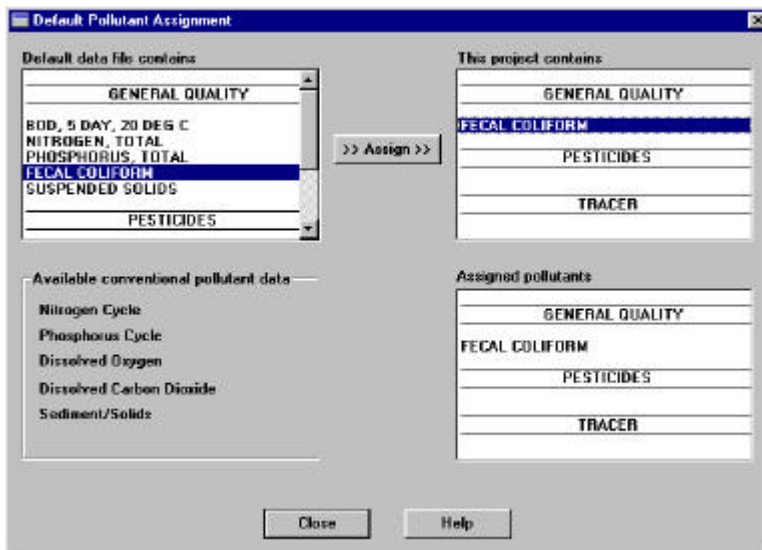 Default Pollutant Assignment
Default data file contains
GENERAL QUALITY
BOD, 5 DAY, 20 DEG C
NITROGEN, TOTAL
PHOSPHORUS, TOTAL
FECAL COLIFORM
SUSPENDED SOLIDS
PESTICIDES
>> Assign >>
This project contains
GENERAL QUALITY
FECAL COLIFORM
PESTICIDES
TRACER
Available conventional pollutant data
Nitrogen Cycle
Phosphorus Cycle
Dissolved Oxygen
Dissolved Carbon Dioxide
Sediment/Solids
Assigned pollutants
GENERAL QUALITY
FECAL COLIFORM
PESTICIDES
TRACER
Close
Help